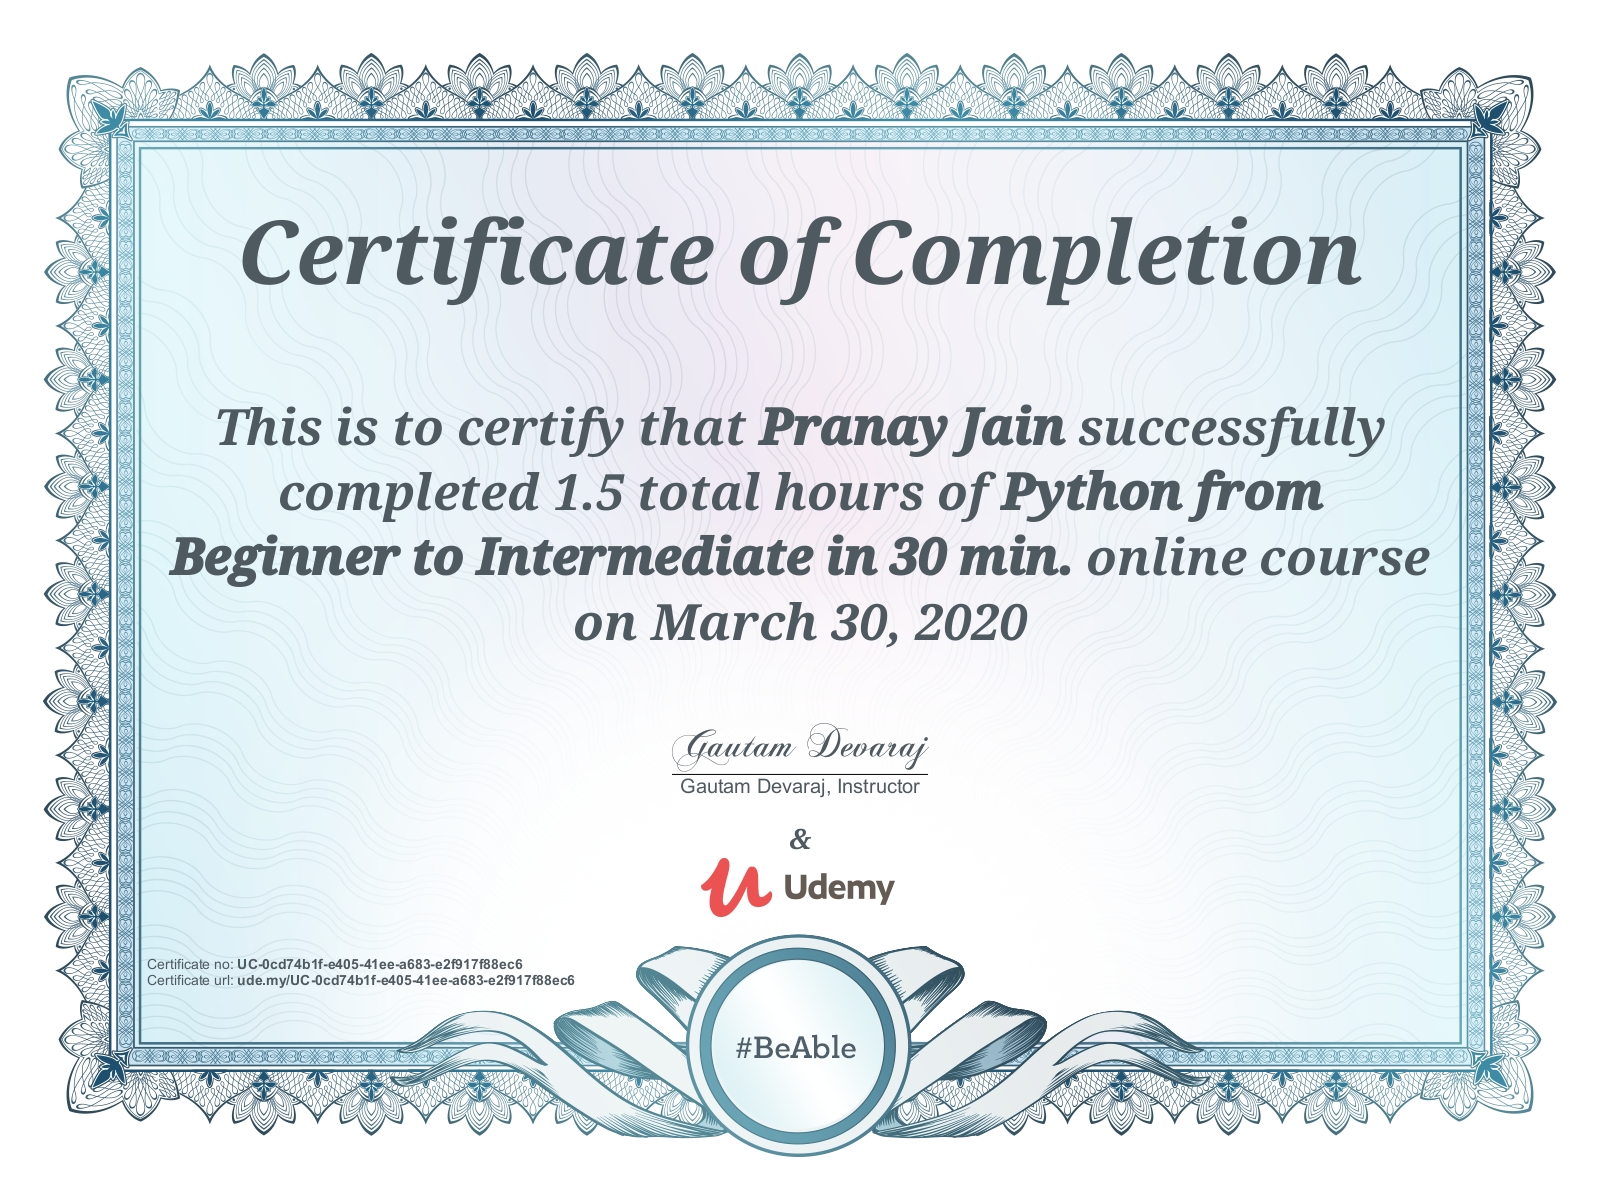 Certificate of Completion
This is to certify that Pranay Jain successfully
completed 1.5 total hours of Python from
Beginner to Intermediate in 30 min. online course
on March 30, 2020
Gautam Devaraj
Gautam Devaraj, Instructor
&
Udemy
Certificate no: UC-0cd74b1f-e405-41ee-a683-e2f917f88ec6
Certificate url: ude.my/UC-0cd74b1f-e405-41ee-a683-e2f917f88ec6
#BeAble